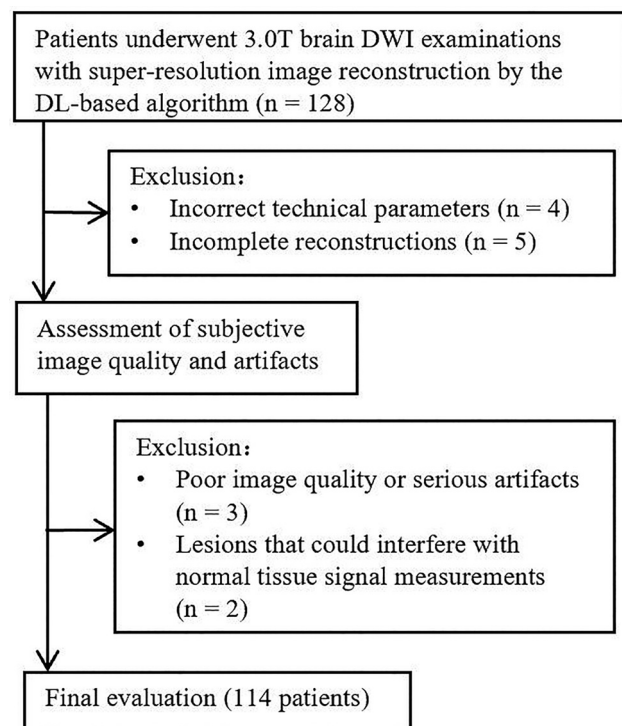 Patients underwent 3.0T brain DWI examinations
with super-resolution image reconstruction by the
DL-based algorithm (n = 128)
Exclusion：
• Incorrect technical parameters (n = 4)
• Incomplete reconstructions (n = 5)
Assessment of subjective
image quality and artifacts
Exclusion：
• Poor image quality or serious artifacts
(n = 3)
• Lesions that could interfere with
normal tissue signal measurements
(n = 2)
Final evaluation (114 patients)